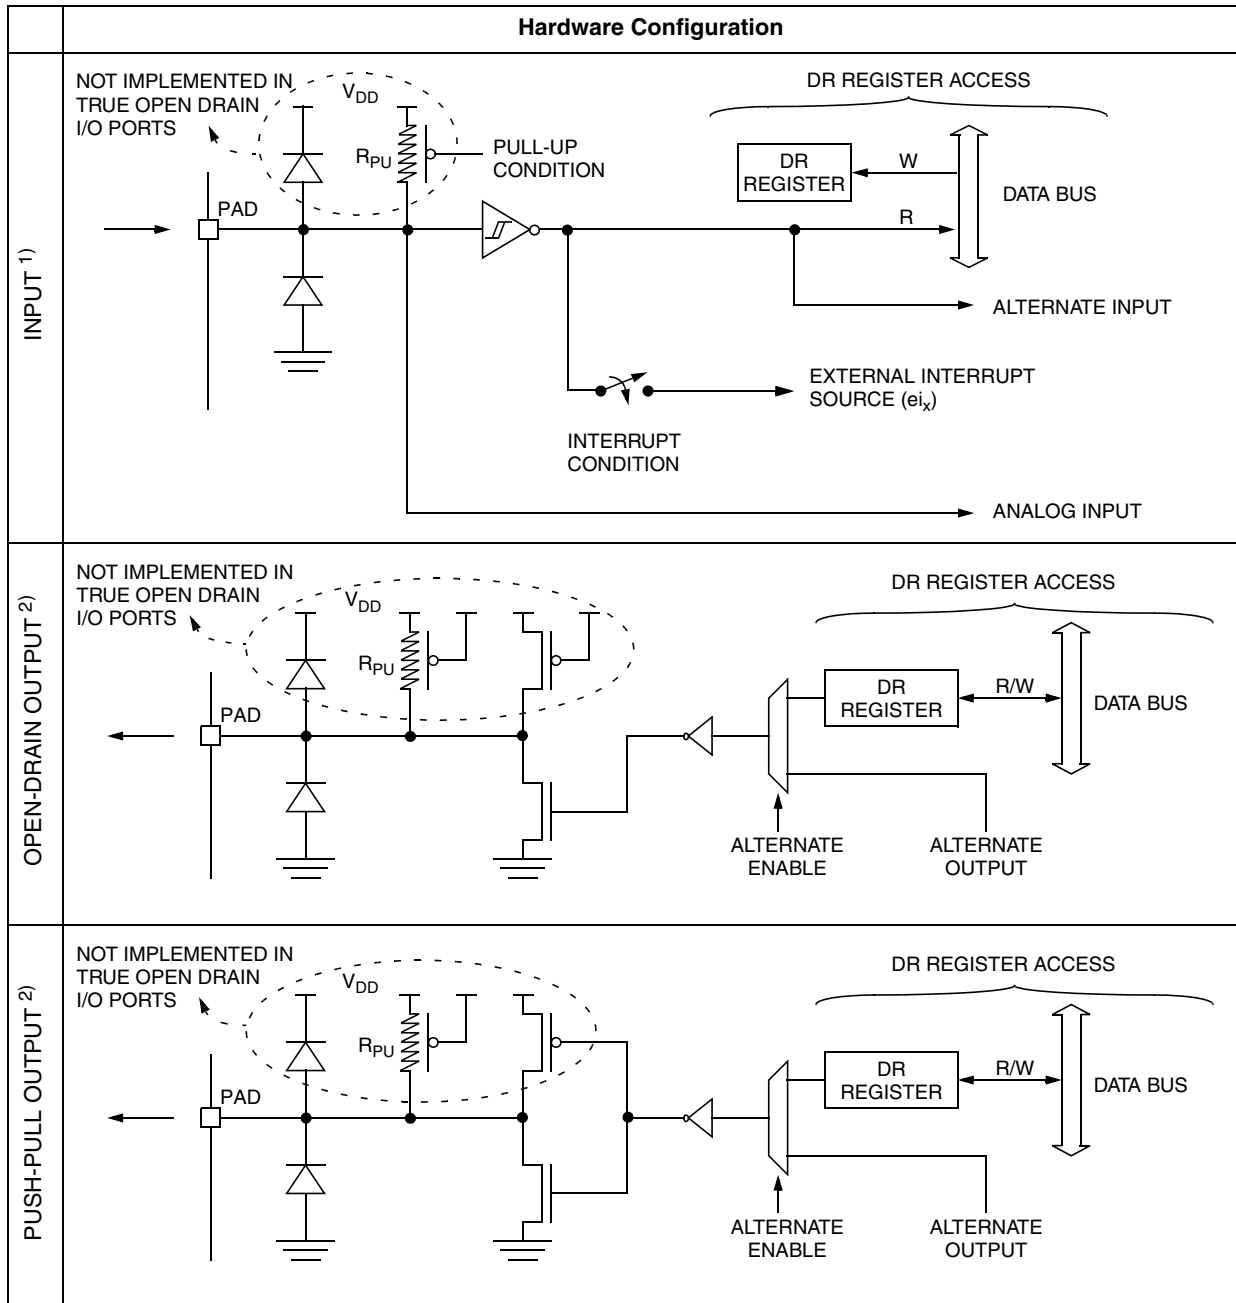 Hardware Configuration
INPUT 1)
NOT IMPLEMENTED IN
TRUE OPEN DRAIN
I/O PORTS
VDD
RPU
PULL-UP
CONDITION
PAD
DR REGISTER ACCESS
DR
REGISTER
W
R
DATA BUS
ALTERNATE INPUT
EXTERNAL INTERRUPT
SOURCE (eix)
INTERRUPT
CONDITION
ANALOG INPUT
OPEN-DRAIN OUTPUT 2)
NOT IMPLEMENTED IN
TRUE OPEN DRAIN
I/O PORTS
VDD
RPU
PAD
DR REGISTER ACCESS
DR
REGISTER
R/W
DATA BUS
ALTERNATE
ENABLE
ALTERNATE
OUTPUT
PUSH-PULL OUTPUT 2)
NOT IMPLEMENTED IN
TRUE OPEN DRAIN
I/O PORTS
VDD
RPU
PAD
DR REGISTER ACCESS
DR
REGISTER
R/W
DATA BUS
ALTERNATE
ENABLE
ALTERNATE
OUTPUT